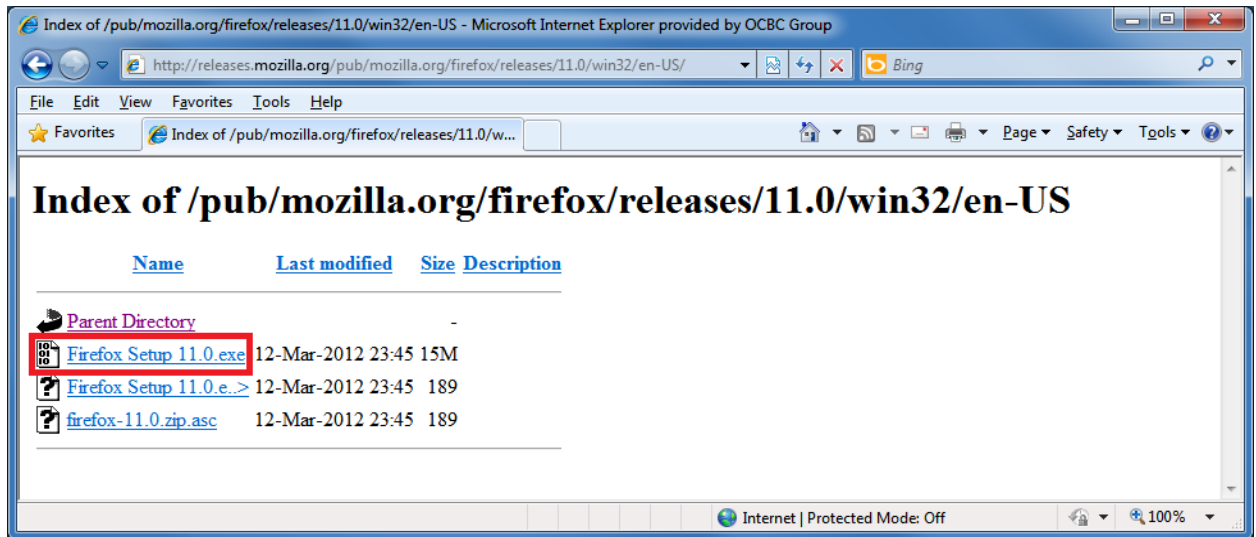 Index of /pub/mozilla.org/firefox/releases/11.0/win32/en-US - Microsoft Internet Explorer provided by OCBC Group
http://releases.mozilla.org/pub/mozilla.org/firefox/releases/11.0/win32/en-US/ Bing
File Edit View Favorites Tools Help
Favorites Index of /pub/mozilla.org/firefox/releases/11.0/w... Page Safety Tools
Index of /pub/mozilla.org/firefox/releases/11.0/win32/en-US
Name Last modified Size Description
Parent Directory -
Firefox Setup 11.0.exe 12-Mar-2012 23:45 15M
Firefox Setup 11.0.e..> 12-Mar-2012 23:45 189
firefox-11.0.zip.asc 12-Mar-2012 23:45 189
Internet | Protected Mode: Off 100%